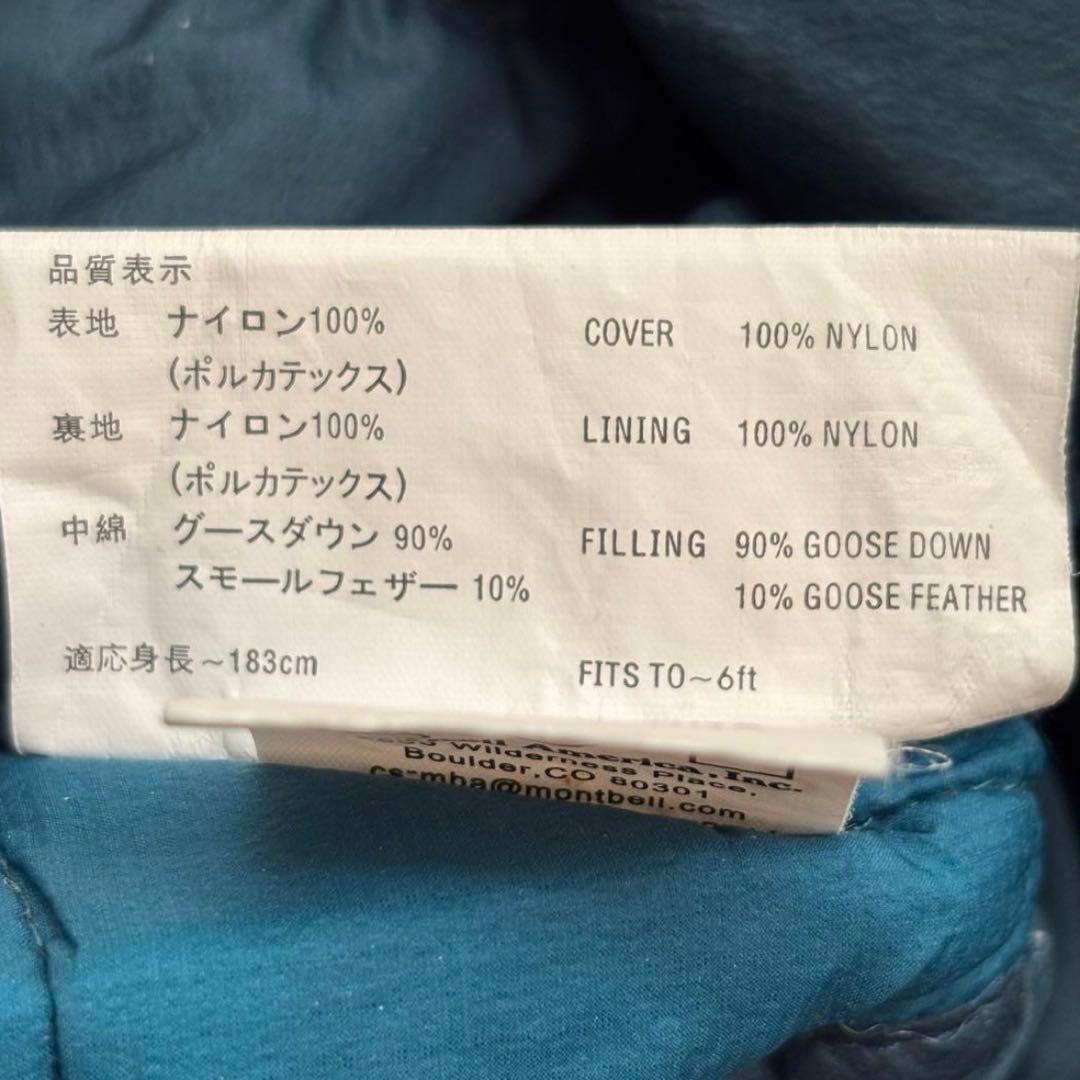 品質表示
表地 ナイロン100% COVER 100% NYLON
(ポルカテックス)
裏地 ナイロン100% LINING 100% NYLON
(ポルカテックス)
中綿 グースダウン 90% FILLING 90% GOOSE DOWN
スモールフェザー 10% 10% GOOSE FEATHER
適応身長~183cm FITS TO~6ft
America, Inc.
Wilderness Place,
Boulder, CO 80301
cs-mba@montbell.com